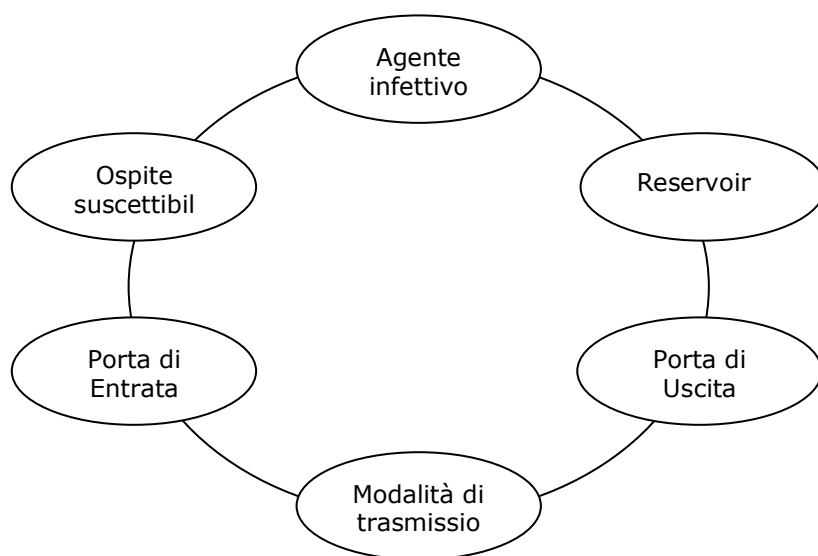 Agente
infettivo
Reservoir
Porta di
Uscita
Modalità di
trasmissio
Porta di
Entrata
Ospite
suscettibil